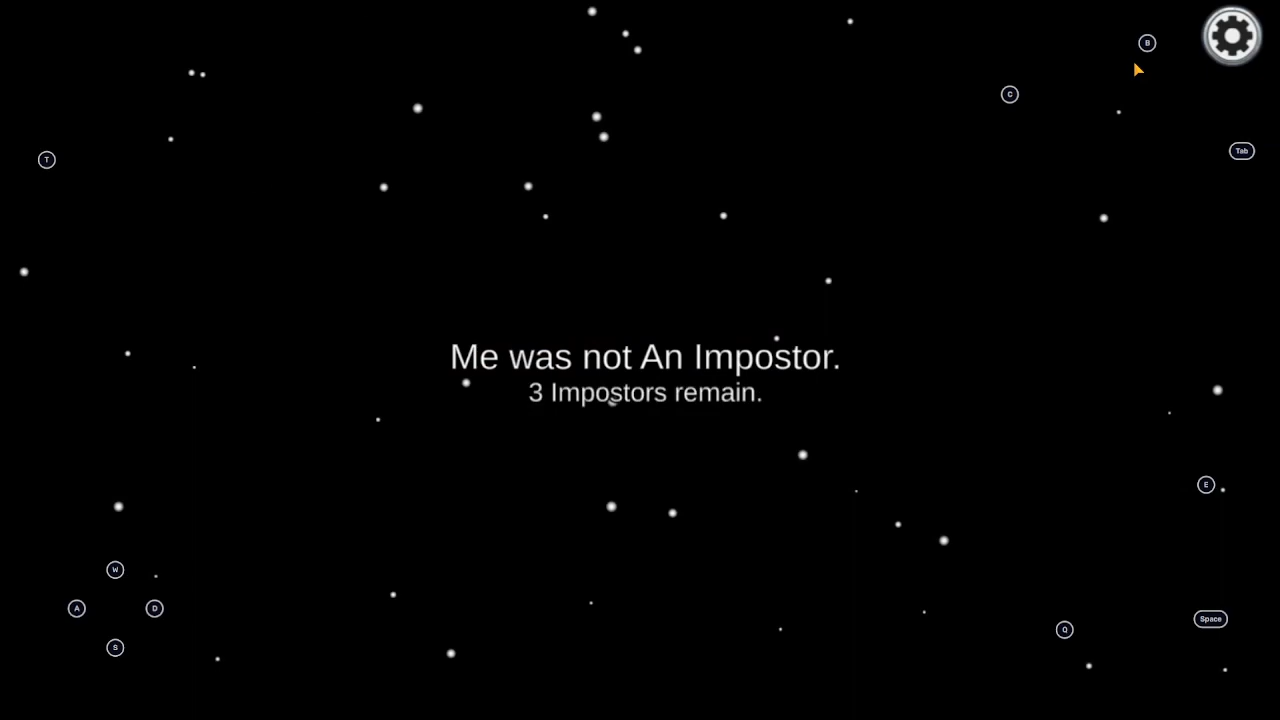 B
C
T
Tab
Me was not An Impostor.
3 Impostors remain.
E
W
A
D
Space
Q
S